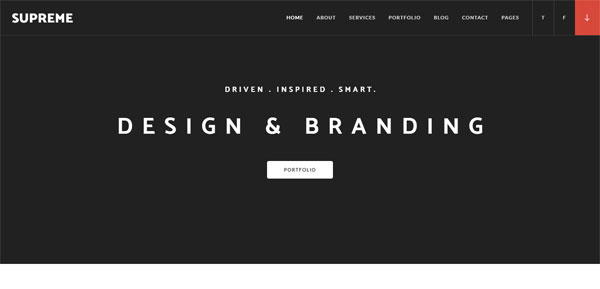 SUPREME
HOME ABOUT SERVICES PORTFOLIO BLOG CONTACT PAGES T F
DRIVEN . INSPIRED . SMART.
DESIGN & BRANDING
PORTFOLIO